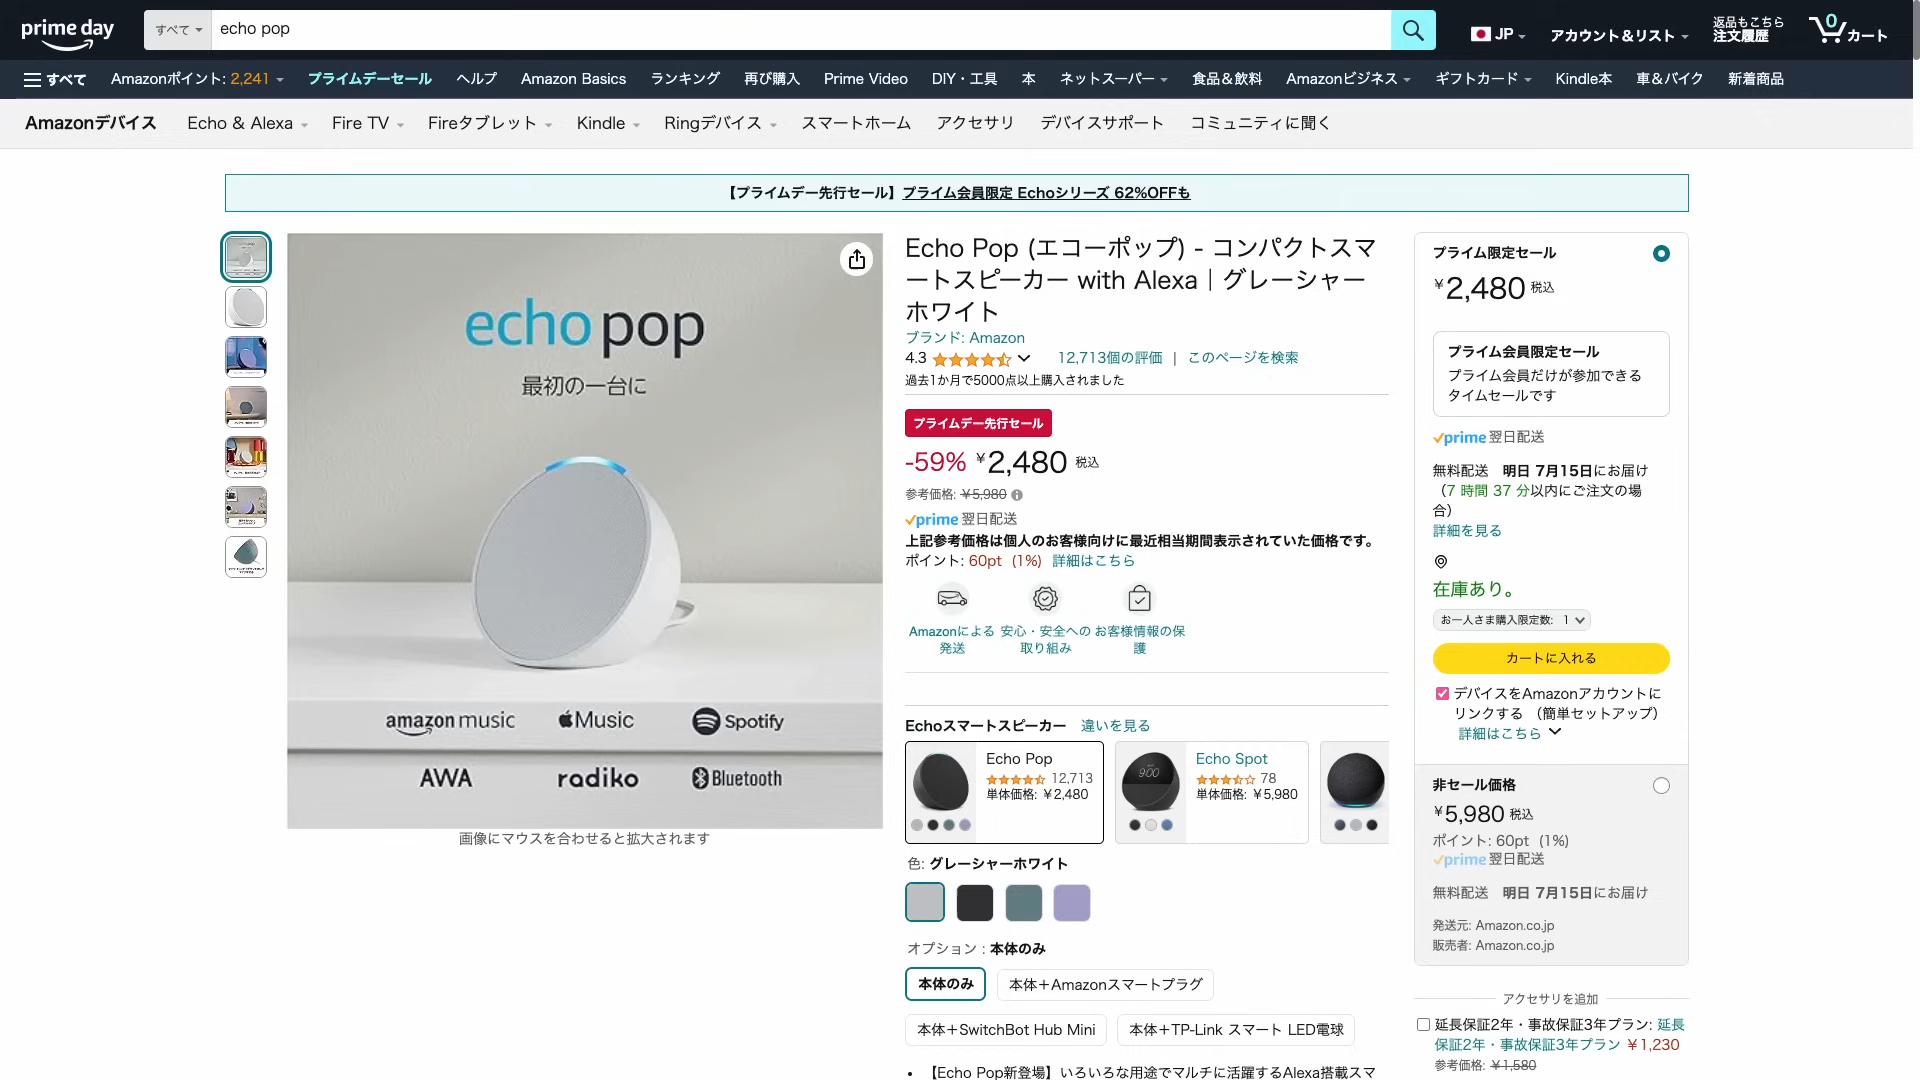 prime day
すべて
echo pop
JP
アカウント＆リスト
返品もこちら
注文履歴
0
カート
すべて
Amazonポイント: 2,241
プライムデーセール
ヘルプ
Amazon Basics
ランキング
再び購入
Prime Video
DIY・工具
本
ネットスーパー
食品＆飲料
Amazonビジネス
ギフトカード
Kindle本
車＆バイク
新着商品
Amazonデバイス
Echo & Alexa
Fire TV
Fireタブレット
Kindle
Ringデバイス
スマートホーム
アクセサリ
デバイスサポート
コミュニティに聞く
【プライムデー先行セール】プライム会員限定 Echoシリーズ 62%OFFも
echo pop
最初の一台に
amazon music
Music
Spotify
AWA
radiko
Bluetooth
画像にマウスを合わせると拡大されます
Echo Pop (エコーポップ) - コンパクトスマ
ートスピーカー with Alexa｜グレーシャー
ホワイト
ブランド: Amazon
4.3
12,713個の評価 | このページを検索
過去1か月で5000点以上購入されました
プライムデー先行セール
-59% ￥2,480 税込
参考価格: ￥5,980
prime 翌日配送
上記参考価格は個人のお客様向けに最近相当期間表示されていた価格です。
ポイント: 60pt (1%) 詳細はこちら
Amazonによる
発送
安心・安全への
取り組み
お客様情報の保
護
Echoスマートスピーカー 違いを見る
Echo Pop
12,713
単体価格: ￥2,480
9:00
Echo Spot
78
単体価格: ￥5,980
色: グレーシャーホワイト
オプション : 本体のみ
本体のみ
本体＋Amazonスマートプラグ
本体＋SwitchBot Hub Mini
本体＋TP-Link スマート LED電球
• 【Echo Pop新登場】いろいろな用途でマルチに活躍するAlexa搭載スマ
プライム限定セール
￥2,480 税込
プライム会員限定セール
プライム会員だけが参加できる
タイムセールです
prime 翌日配送
無料配送 明日 7月15日にお届け
（7 時間 37 分以内にご注文の場
合）
詳細を見る
在庫あり。
お一人さま購入限定数: 1
カートに入れる
デバイスをAmazonアカウントに
リンクする （簡単セットアップ）
詳細はこちら
非セール価格
￥5,980 税込
ポイント: 60pt (1%)
prime 翌日配送
無料配送 明日 7月15日にお届け
発送元: Amazon.co.jp
販売者: Amazon.co.jp
アクセサリを追加
延長保証2年・事故保証3年プラン: 延長
保証2年・事故保証3年プラン ￥1,230
参考価格: ￥1,580